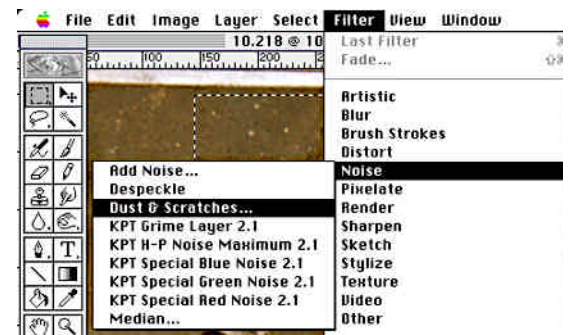 File Edit Image Layer Select Filter View Window
10.218 @ 10
Last Filter
Fade...
50 100 150 200
Artistic
Blur
Brush Strokes
Distort
Noise
Pixelate
Render
Sharpen
Sketch
Stylize
Texture
Video
Other
Add Noise...
Despeckle
Dust & Scratches...
KPT Grime Layer 2.1
KPT H-P Noise Maximum 2.1
KPT Special Blue Noise 2.1
KPT Special Green Noise 2.1
KPT Special Red Noise 2.1
Median...
T